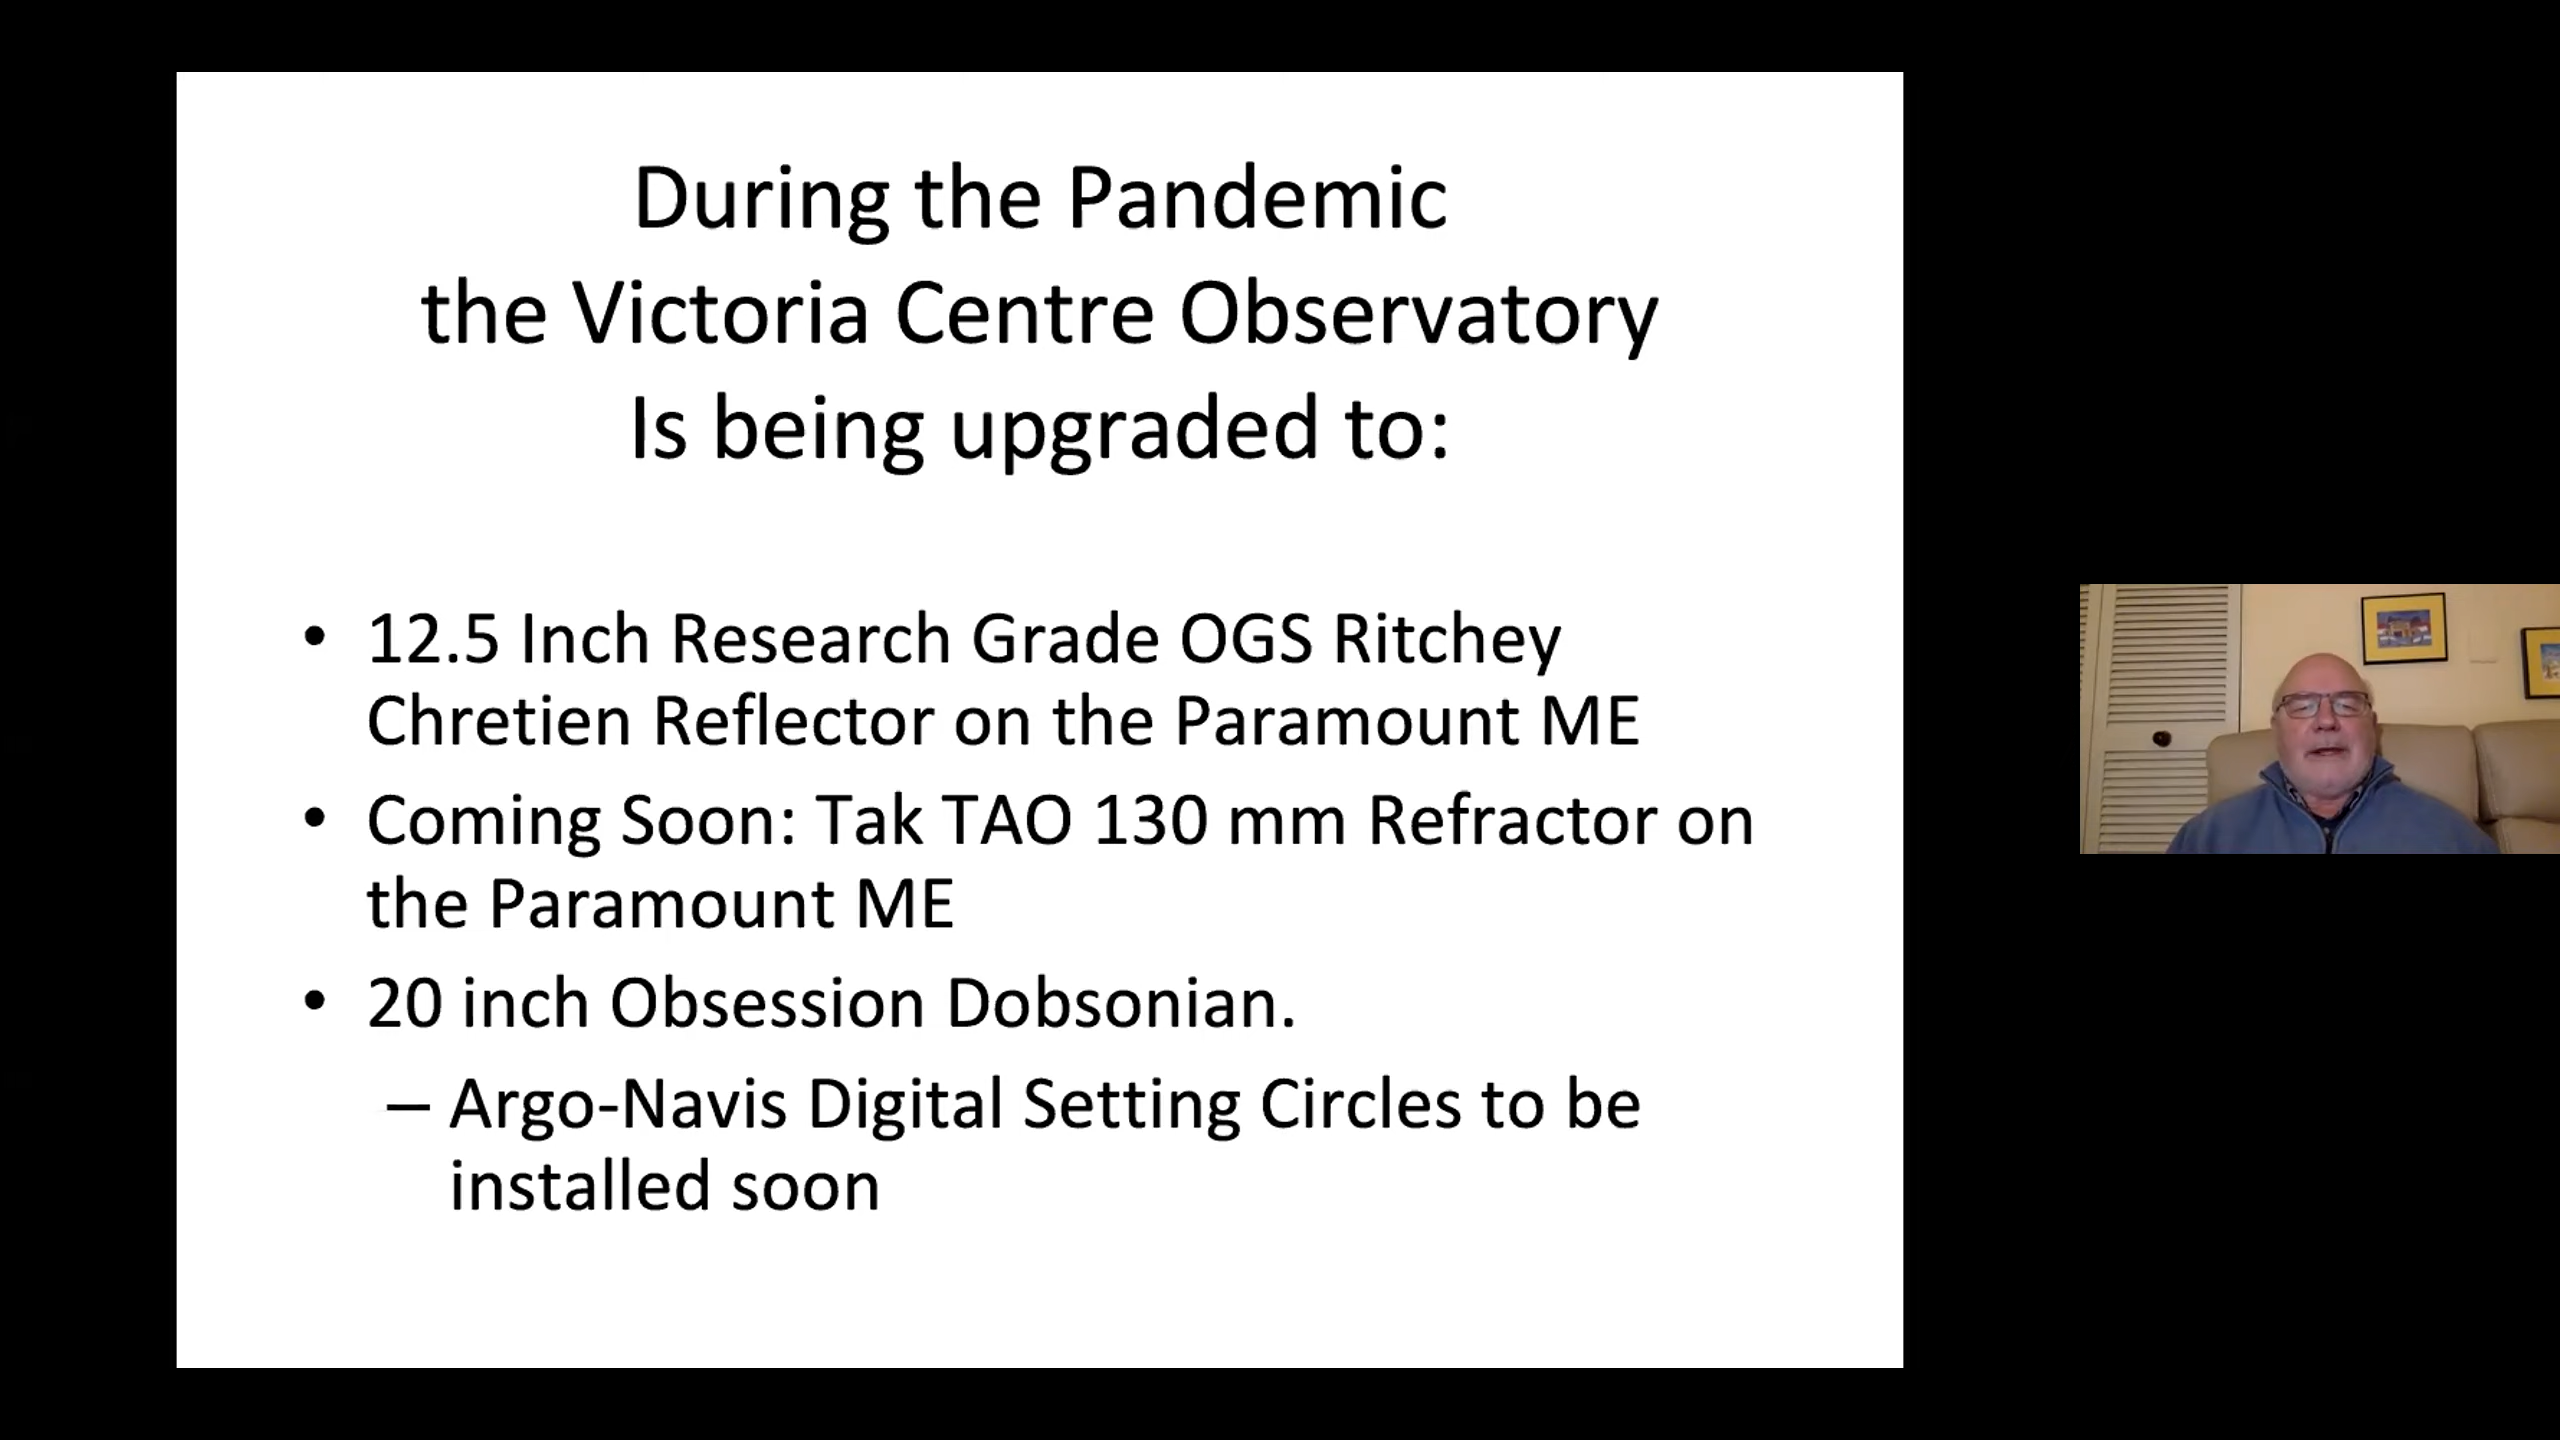 During the Pandemic
the Victoria Centre Observatory
Is being upgraded to:
• 12.5 Inch Research Grade OGS Ritchey
Chretien Reflector on the Paramount ME
• Coming Soon: Tak TAO 130 mm Refractor on
the Paramount ME
• 20 inch Obsession Dobsonian.
– Argo-Navis Digital Setting Circles to be
installed soon